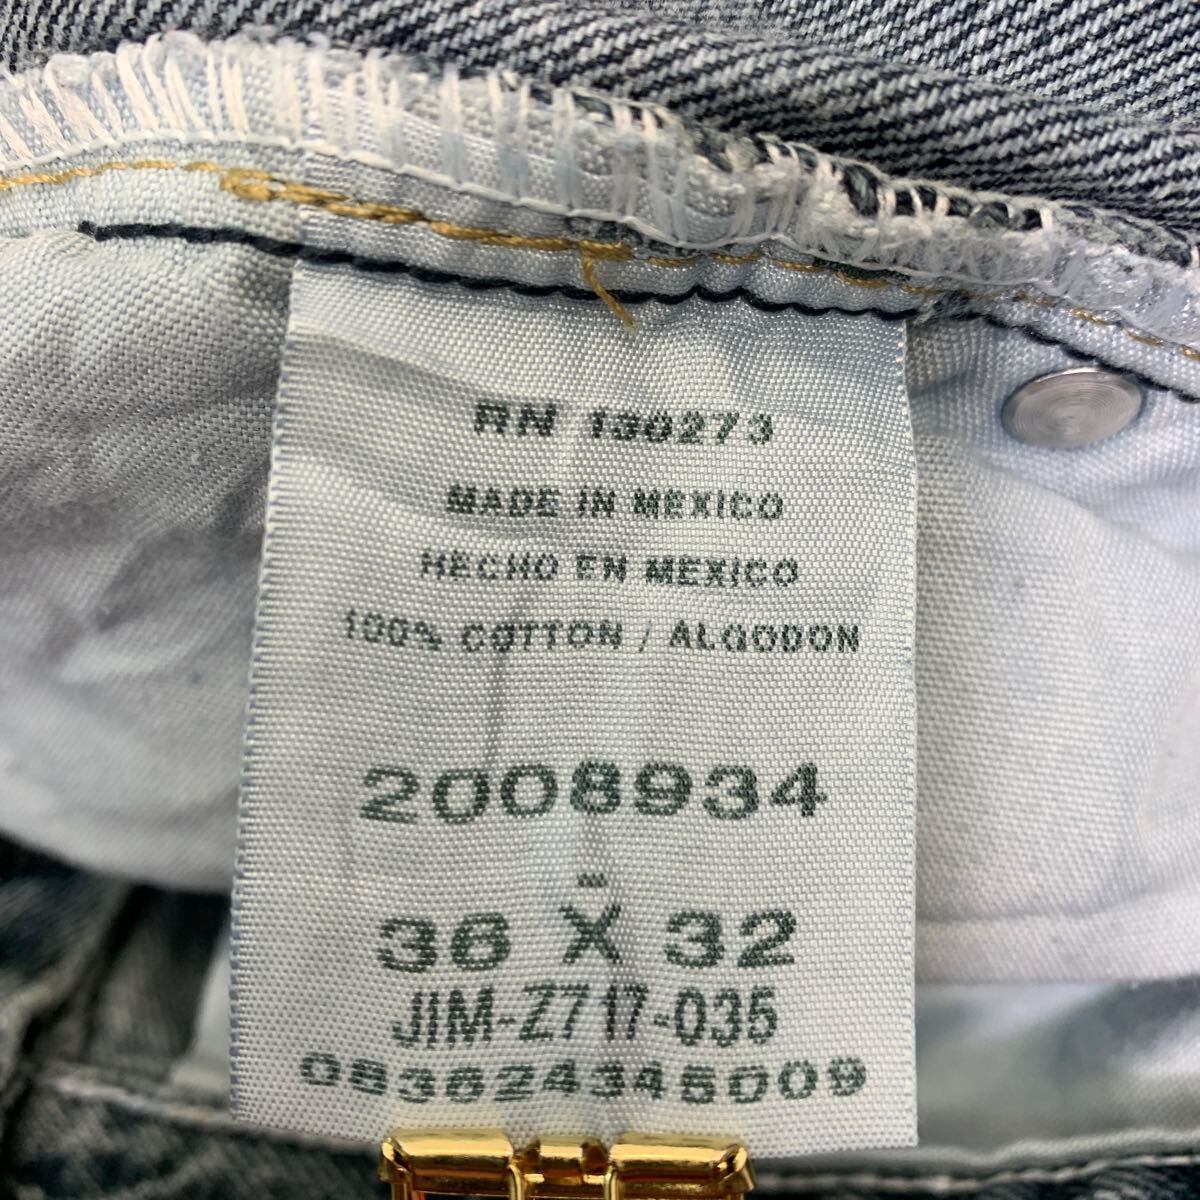 RN 130273
MADE IN MEXICO
HECHO EN MEXICO
100% COTTON / ALGODON
2008934
-
36 X 32
JIM-Z717-035
083624345009